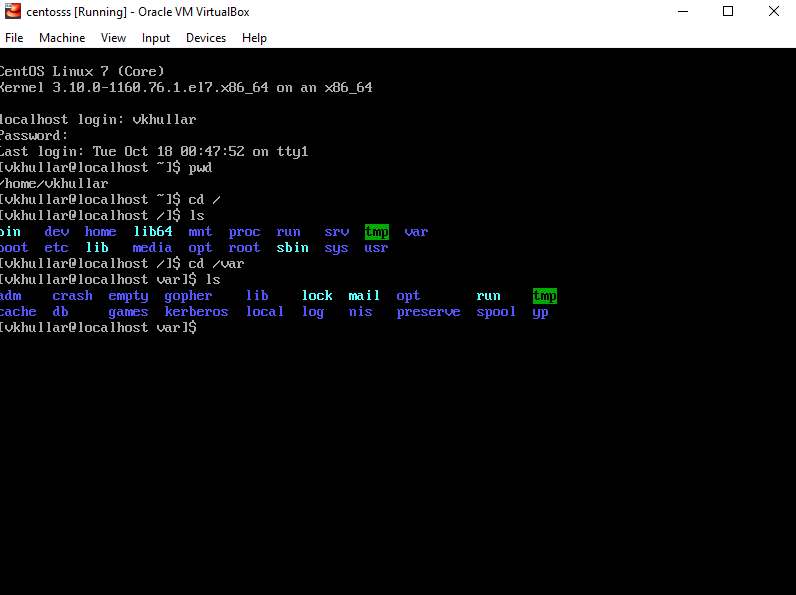 centosss [Running] - Oracle VM VirtualBox
File Machine View Input Devices Help
CentOS Linux 7 (Core)
Kernel 3.10.0-1160.76.1.el7.x86_64 on an x86_64
localhost login: vkhullar
Password:
Last login: Tue Oct 18 00:47:52 on tty1
[vkhullar@localhost ~]$ pwd
/home/vkhullar
[vkhullar@localhost ~]$ cd /
[vkhullar@localhost /]$ ls
bin dev home lib64 mnt proc run srv tmp var
boot etc lib media opt root sbin sys usr
[vkhullar@localhost /]$ cd /var
[vkhullar@localhost var]$ ls
adm crash empty gopher lib lock mail opt run tmp
cache db games kerberos local log nis preserve spool yp
[vkhullar@localhost var]$